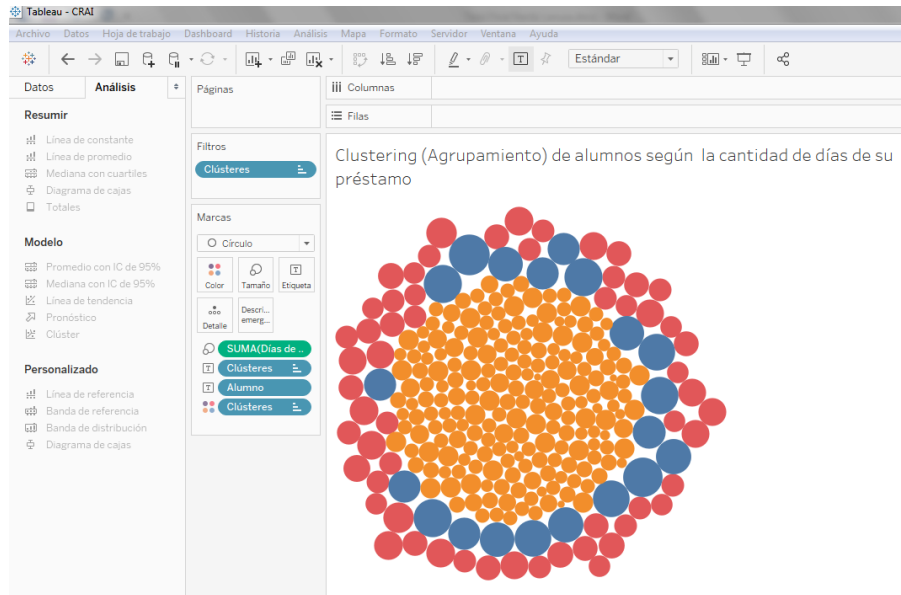 Tableau - CRAI
Archivo Datos Hoja de trabajo Dashboard Historia Análisis Mapa Formato Servidor Ventana Ayuda
T Estándar
Datos Análisis
Resumir
Línea de constante
Línea de promedio
Mediana con cuartiles
Diagrama de cajas
Totales
Modelo
Promedio con IC de 95%
Mediana con IC de 95%
Línea de tendencia
Pronóstico
Clúster
Personalizado
Línea de referencia
Banda de referencia
Banda de distribución
Diagrama de cajas
Páginas
Filtros
Clústeres
Marcas
Círculo
Color Tamaño Etiqueta
T
Detalle Descri... emerg...
SUMA(Días de ..
T Clústeres
T Alumno
Clústeres
Columnas
Filas
Clustering (Agrupamiento) de alumnos según la cantidad de días de su
préstamo